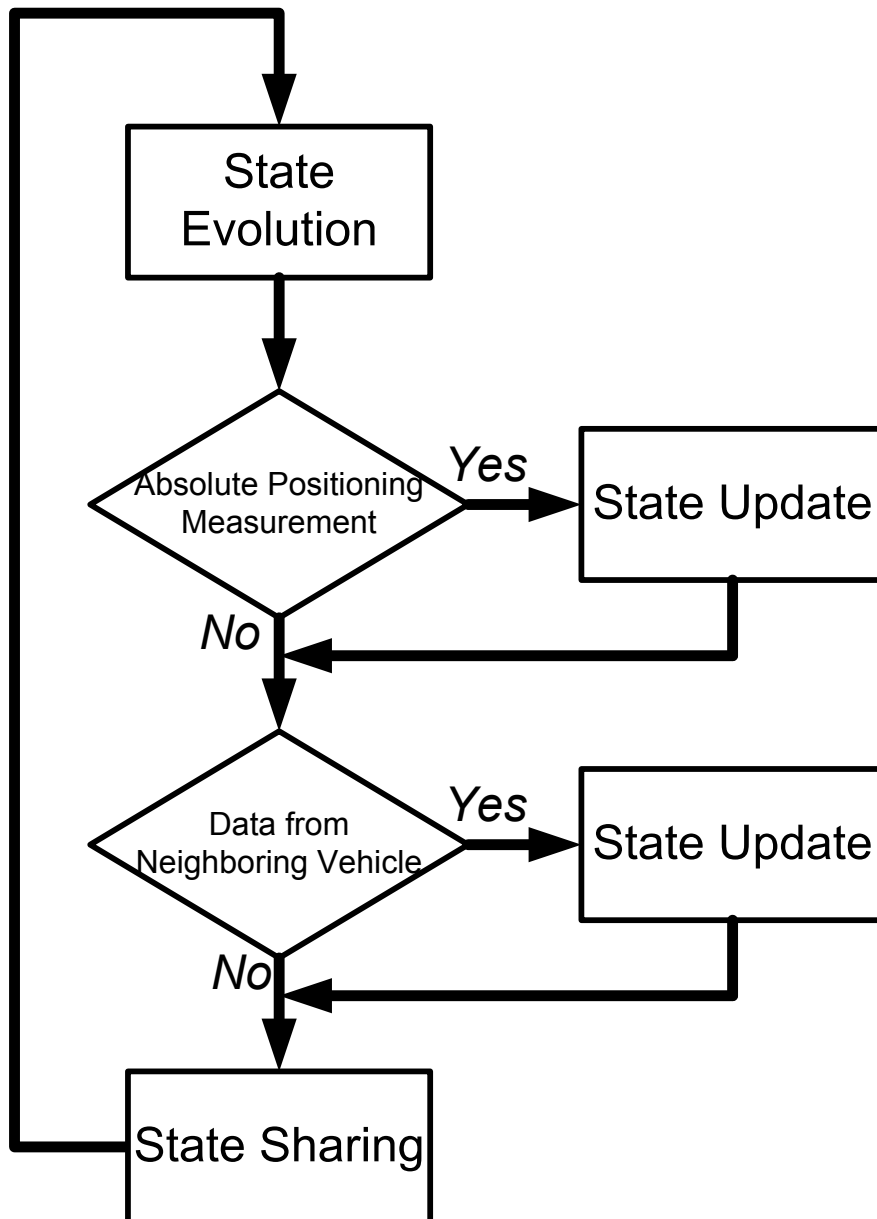 State
Evolution
Absolute Positioning
Measurement
Yes
State Update
No
Data from
Neighboring Vehicle
Yes
State Update
No
State Sharing